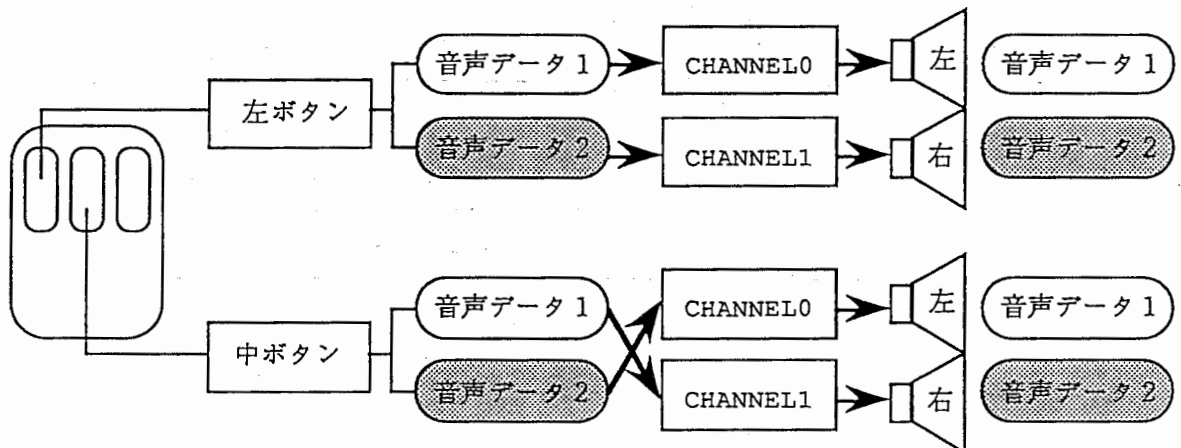 音声データ1 CHANNEL0 左 音声データ1
左ボタン
音声データ2 CHANNEL1 右 音声データ2
音声データ1 CHANNEL0 左 音声データ1
中ボタン
音声データ2 CHANNEL1 右 音声データ2